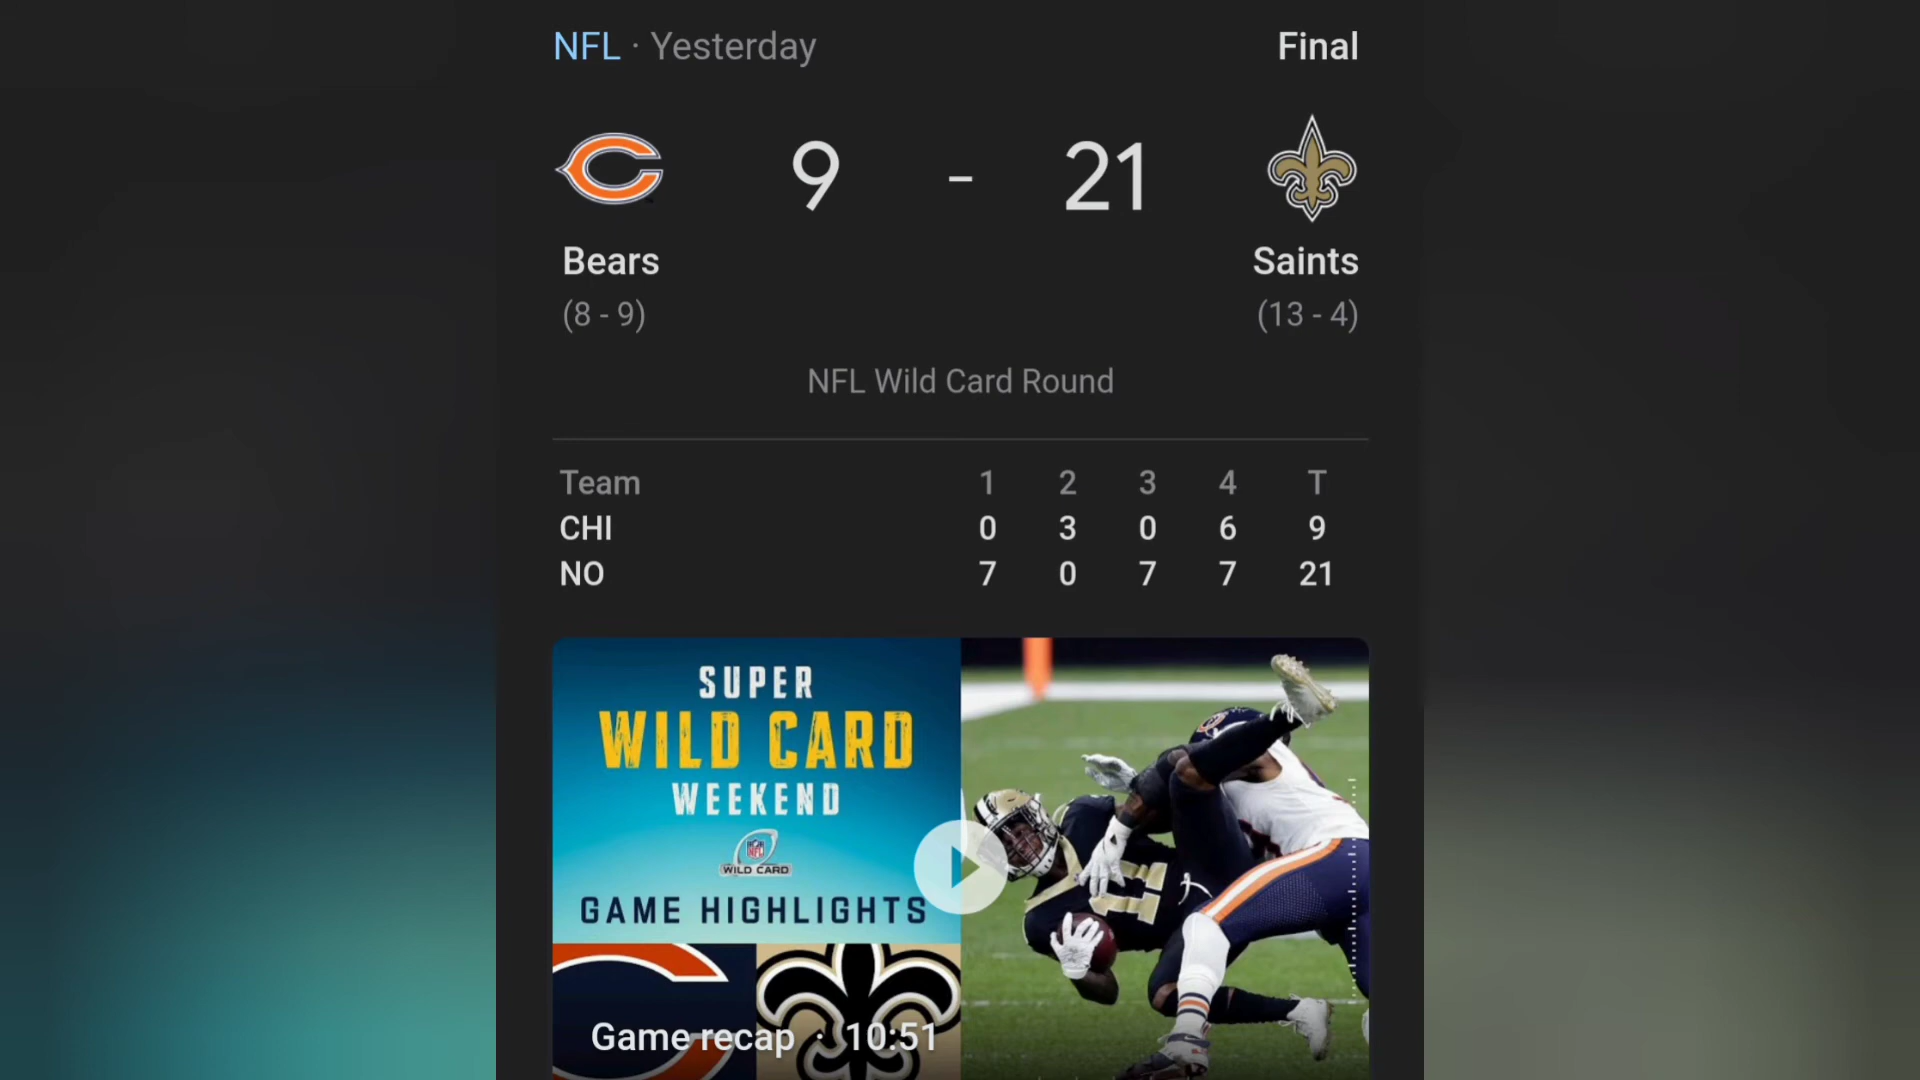 NFL · Yesterday Final
9 - 21
Bears Saints
(8 - 9) (13 - 4)
NFL Wild Card Round
Team 1 2 3 4 T
CHI 0 3 0 6 9
NO 7 0 7 7 21
SUPER
WILD CARD
WEEKEND
NFL
WILD CARD
GAME HIGHLIGHTS
11
Game recap · 10:51